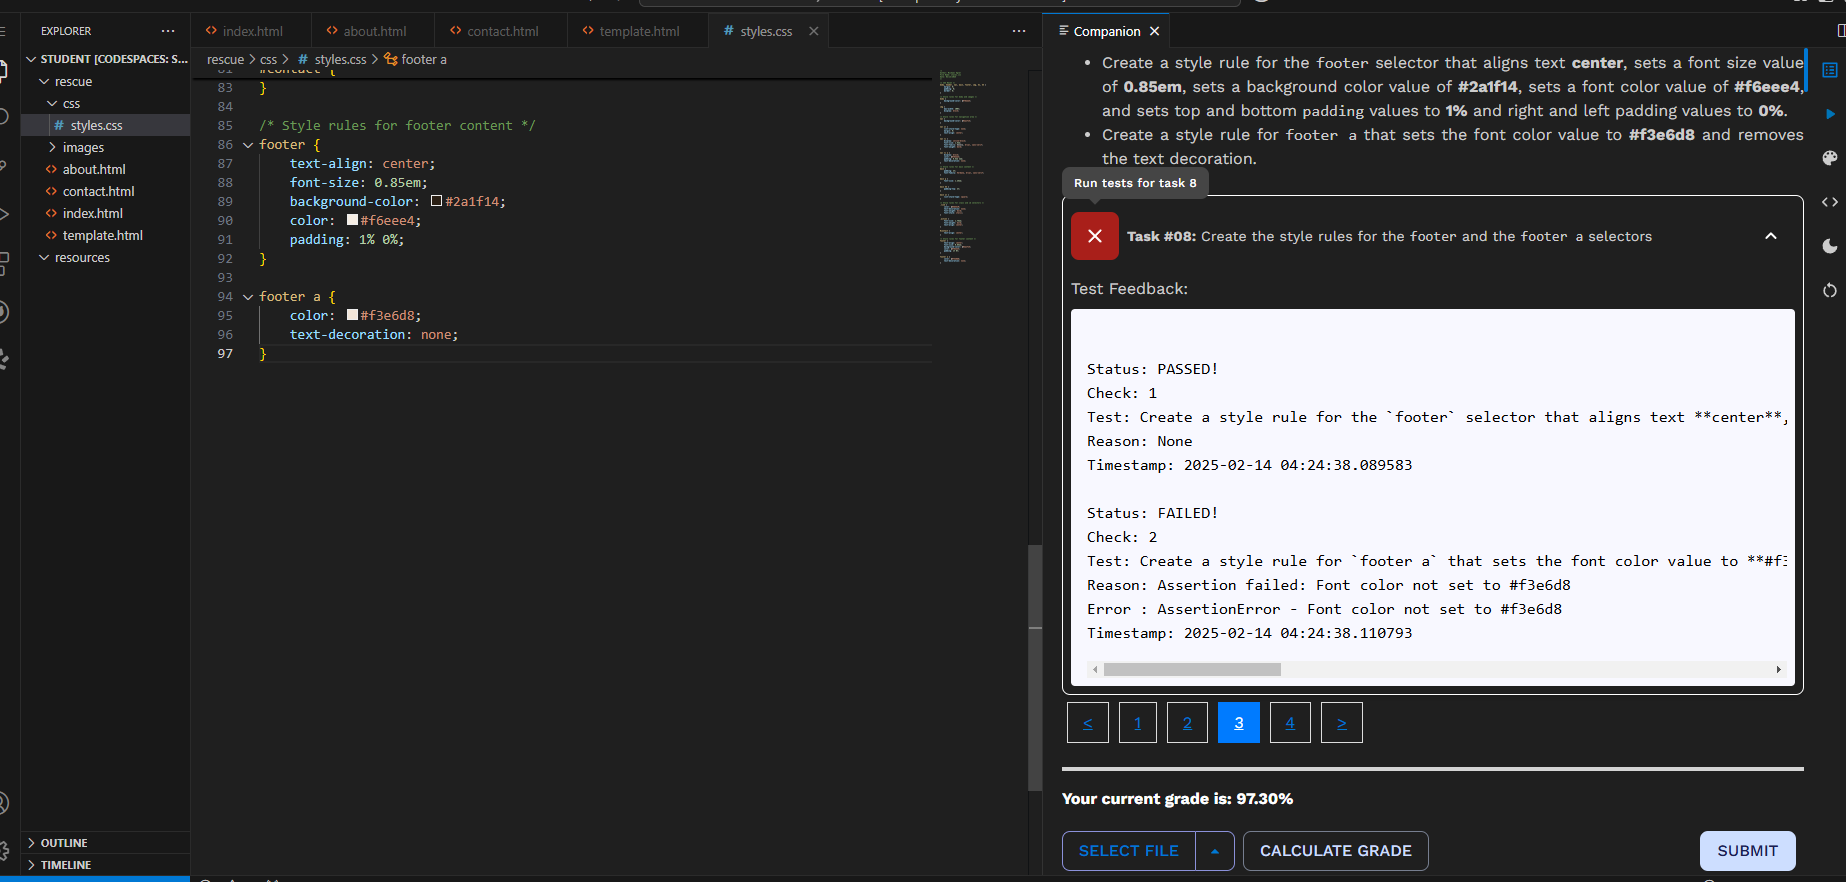 EXPLORER
STUDENT [CODESPACES: S...
rescue
css
# styles.css
images
<> about.html
<> contact.html
<> index.html
<> template.html
resources
OUTLINE
TIMELINE
<> index.html
<> about.html
<> contact.html
<> template.html
# styles.css
rescue > css > # styles.css > footer a
83 }
84
85 /* Style rules for footer content */
86 footer {
87 text-align: center;
88 font-size: 0.85em;
89 background-color: #2a1f14;
90 color: #f6eee4;
91 padding: 1% 0%;
92 }
93
94 footer a {
95 color: #f3e6d8;
96 text-decoration: none;
97 }
Companion
• Create a style rule for the footer selector that aligns text center, sets a font size value
of 0.85em, sets a background color value of #2a1f14, sets a font color value of #f6eee4,
and sets top and bottom padding values to 1% and right and left padding values to 0%.
• Create a style rule for footer a that sets the font color value to #f3e6d8 and removes
the text decoration.
Run tests for task 8
Task #08: Create the style rules for the footer and the footer a selectors
Test Feedback:
Status: PASSED!
Check: 1
Test: Create a style rule for the `footer` selector that aligns text **center**,
Reason: None
Timestamp: 2025-02-14 04:24:38.089583
Status: FAILED!
Check: 2
Test: Create a style rule for `footer a` that sets the font color value to **#f3
Reason: Assertion failed: Font color not set to #f3e6d8
Error : AssertionError - Font color not set to #f3e6d8
Timestamp: 2025-02-14 04:24:38.110793
< 1 2 3 4 >
Your current grade is: 97.30%
SELECT FILE
CALCULATE GRADE
SUBMIT